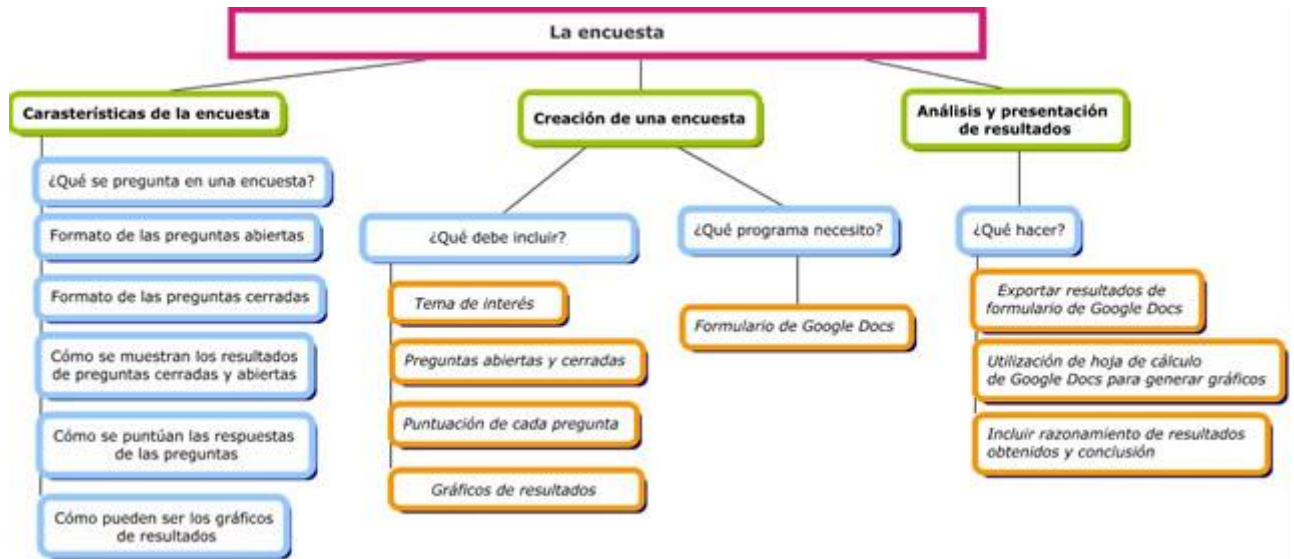 La encuesta
Carasterísticas de la encuesta
¿Qué se pregunta en una encuesta?
Formato de las preguntas abiertas
Formato de las preguntas cerradas
Cómo se muestran los resultados
de preguntas cerradas y abiertas
Cómo se puntúan las respuestas
de las preguntas
Cómo pueden ser los gráficos
de resultados
Creación de una encuesta
¿Qué debe incluir?
Tema de interés
Preguntas abiertas y cerradas
Puntuación de cada pregunta
Gráficos de resultados
¿Qué programa necesito?
Formulario de Google Docs
Análisis y presentación
de resultados
¿Qué hacer?
Exportar resultados de
formulario de Google Docs
Utilización de hoja de cálculo
de Google Docs para generar gráficos
Incluir razonamiento de resultados
obtenidos y conclusión